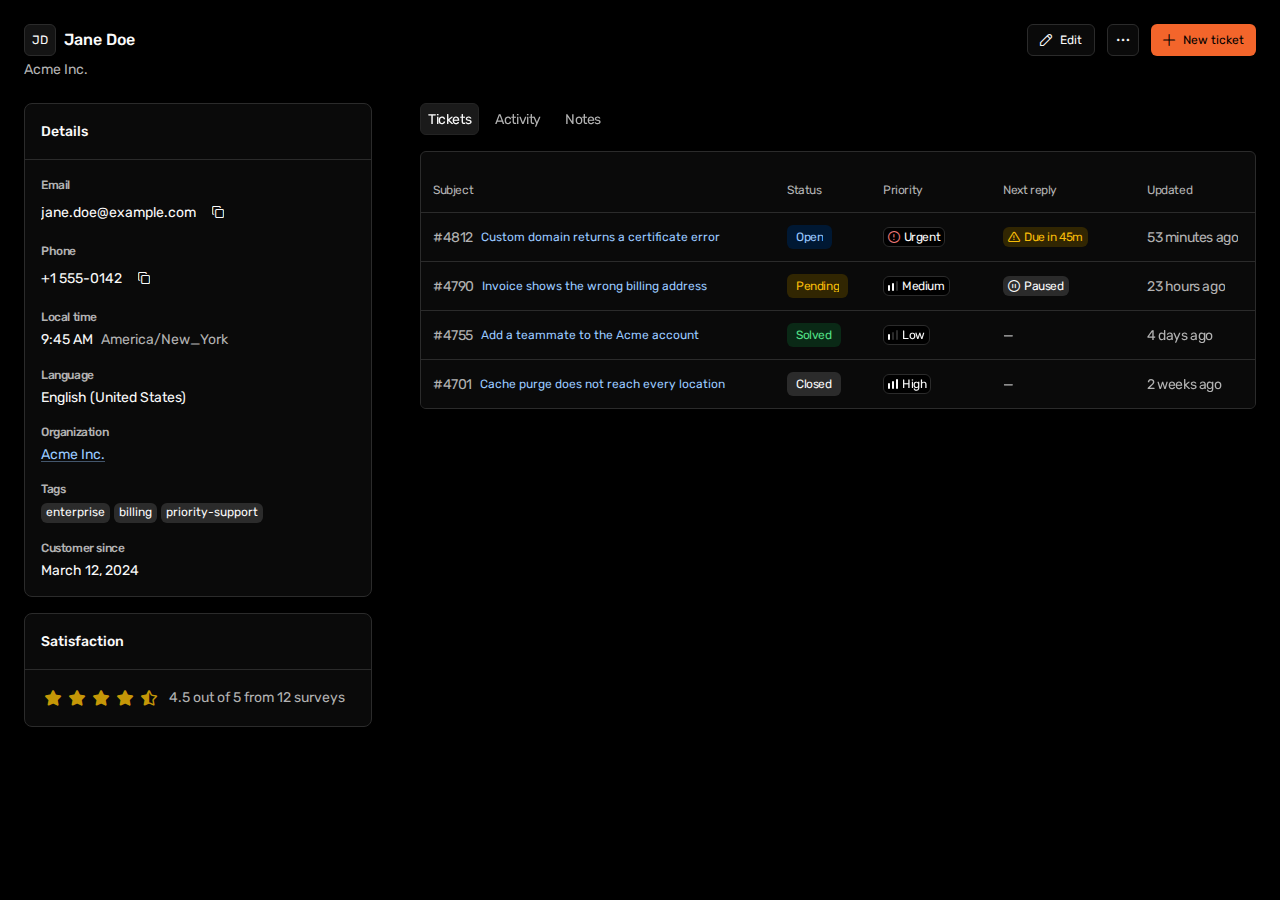 JD Jane Doe
Acme Inc.
Edit
New ticket
Details
Email
jane.doe@example.com
Phone
+1 555-0142
Local time
9:45 AM America/New_York
Language
English (United States)
Organization
Acme Inc.
Tags
enterprise billing priority-support
Customer since
March 12, 2024
Satisfaction
4.5 out of 5 from 12 surveys
Tickets Activity Notes
Subject Status Priority Next reply Updated
#4812 Custom domain returns a certificate error Open Urgent Due in 45m 53 minutes ago
#4790 Invoice shows the wrong billing address Pending Medium Paused 23 hours ago
#4755 Add a teammate to the Acme account Solved Low — 4 days ago
#4701 Cache purge does not reach every location Closed High — 2 weeks ago